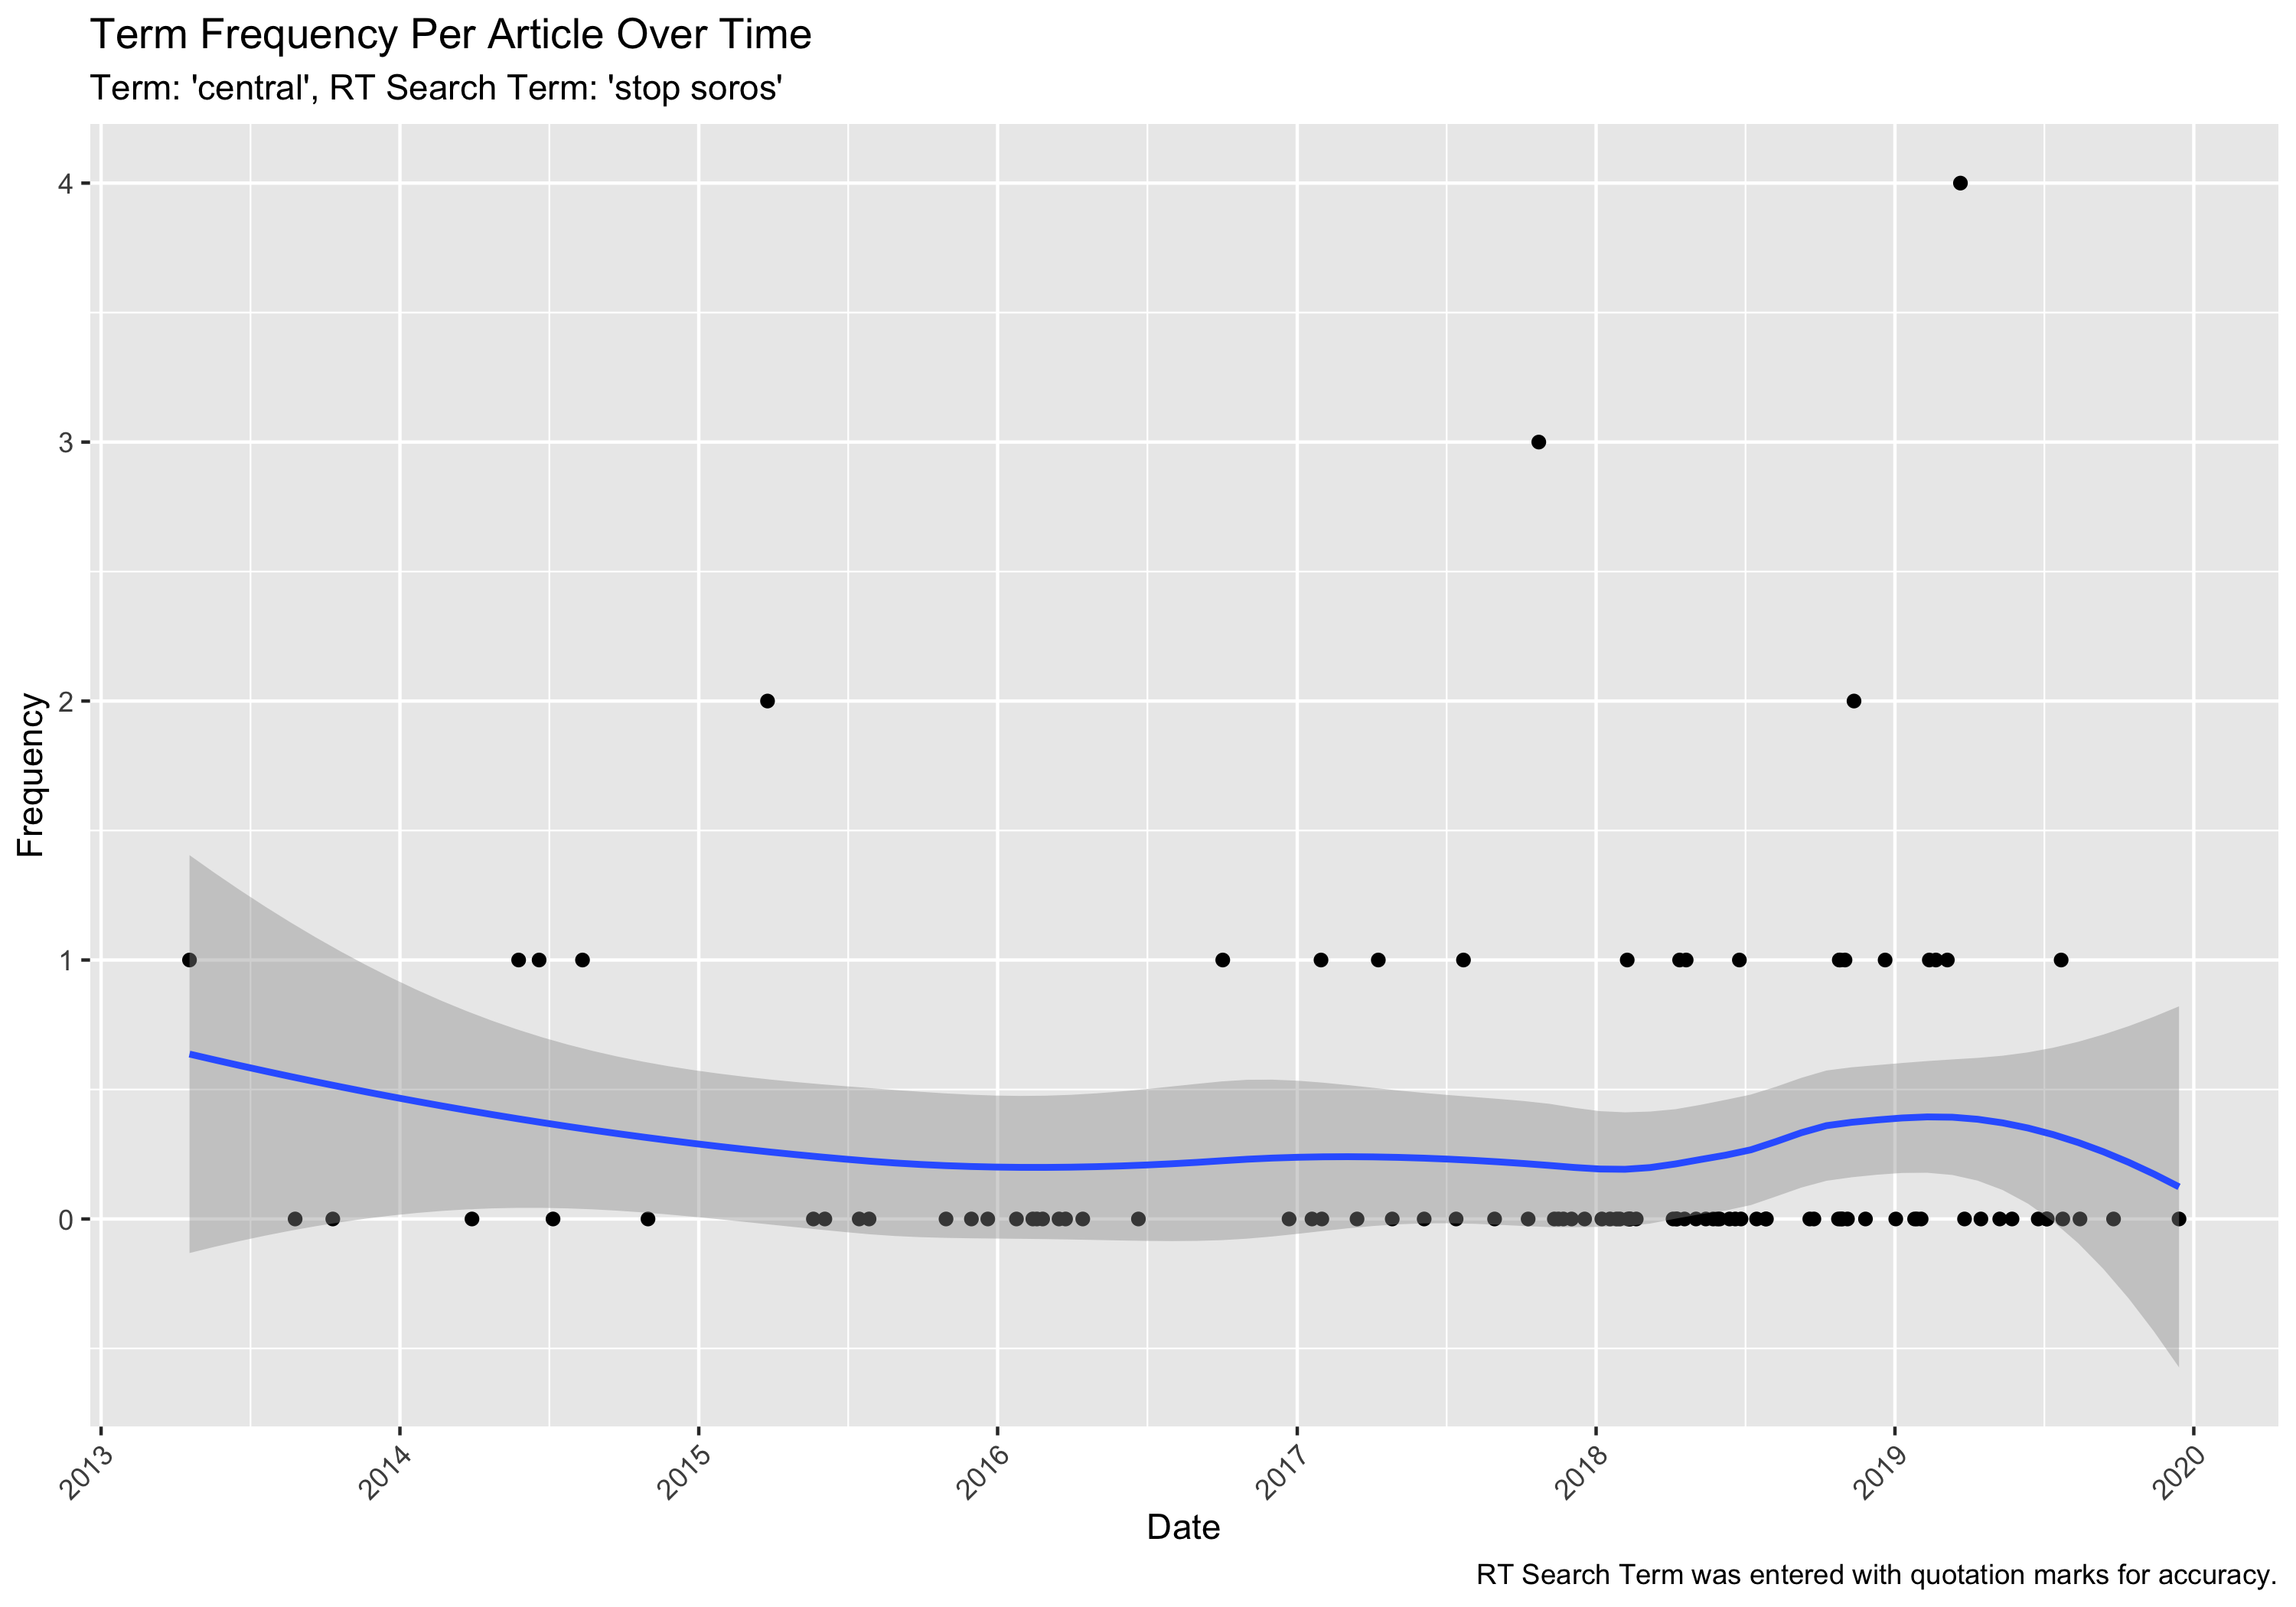 Term Frequency Per Article Over Time
Term: 'central', RT Search Term: 'stop soros'
4
3
2
1
0
Frequency
2013
2014
2015
2016
2017
2018
2019
2020
Date
RT Search Term was entered with quotation marks for accuracy.